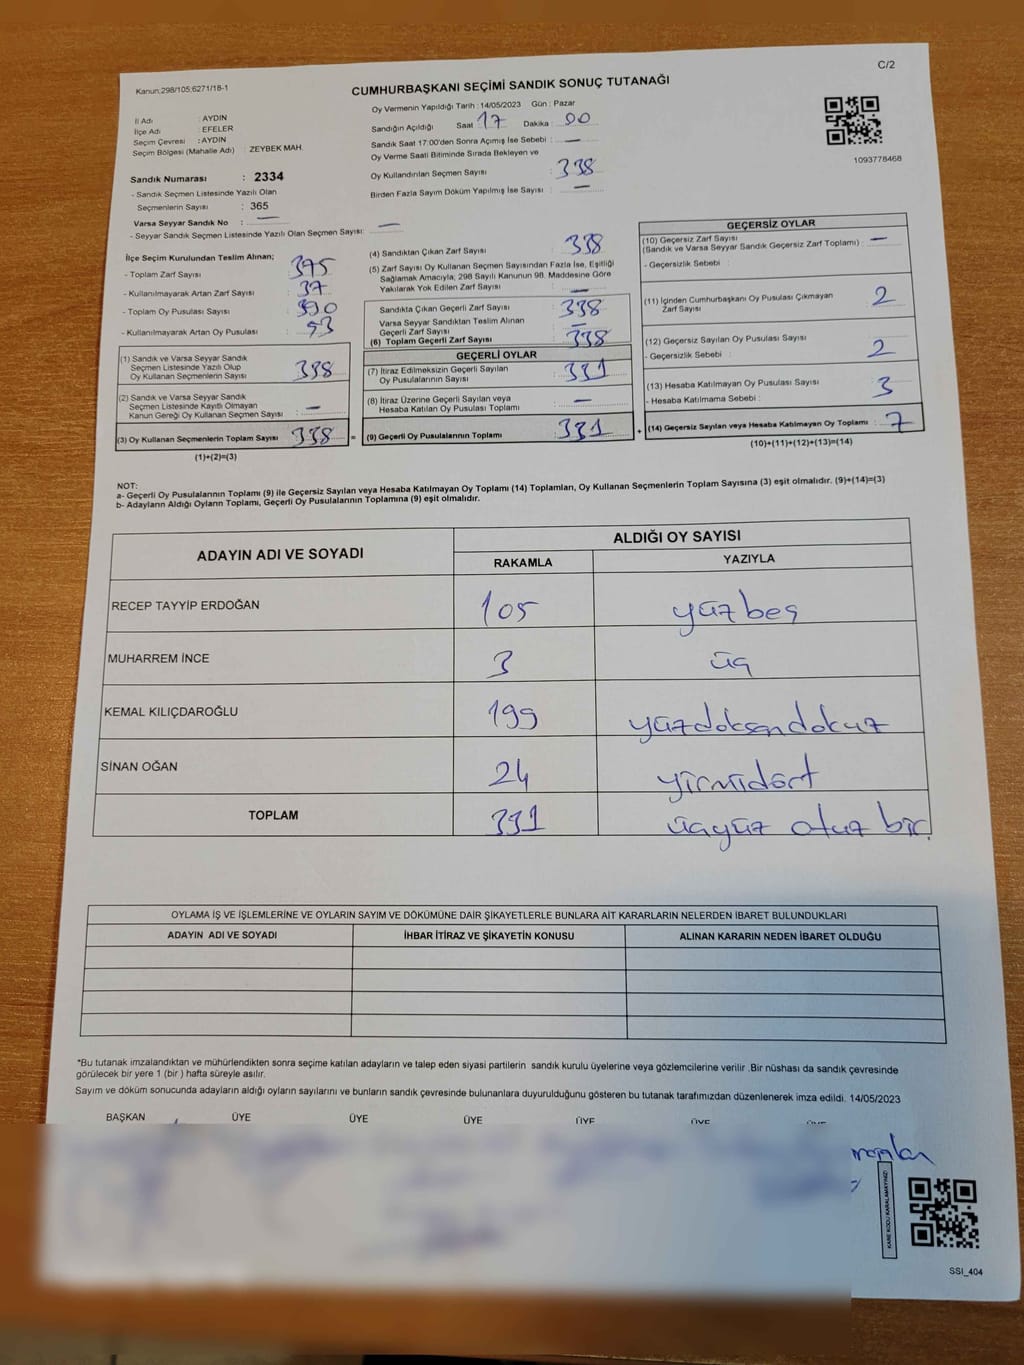 C/2
Kanun,298/105;6271/18-1
CUMHURBAŞKANI SEÇİMİ SANDIK SONUÇ TUTANAĞI
Oy Vermenin Yapıldığı Tarih : 14/05/2023 Gün : Pazar
İl Adı : AYDIN
İlçe Adı : EFELER
Seçim Çevresi : AYDIN
Seçim Bölgesi (Mahalle Adı) : ZEYBEK MAH.
Sandığın Açıldığı Saat 17 Dakika : 00
Sandık Saat 17:00'den Sonra Açımış İse Sebebi : —
Oy Verme Saati Bitiminde Sırada Bekleyen ve
Oy Kullandırılan Seçmen Sayısı : 338
Birden Fazla Sayım Döküm Yapılmış İse Sayısı : —
1093778468
Sandık Numarası : 2334
- Sandık Seçmen Listesinde Yazılı Olan
Seçmenlerin Sayısı : 365
Varsa Seyyar Sandık No : —
- Seyyar Sandık Seçmen Listesinde Yazılı Olan Seçmen Sayısı: —
İlçe Seçim Kurulundan Teslim Alınan;
- Toplam Zarf Sayısı : 375
- Kullanılmayarak Artan Zarf Sayısı : 37
- Toplam Oy Pusulası Sayısı : 390
- Kullanılmayarak Artan Oy Pusulası : 53
(1) Sandık ve Varsa Seyyar Sandık
Seçmen Listesinde Yazılı Olup
Oy Kullanan Seçmenlerin Sayısı : 338
(2) Sandık ve Varsa Seyyar Sandık
Seçmen Listesinde Kayıtlı Olmayan
Kanun Gereği Oy Kullanan Seçmen Sayısı : —
(3) Oy Kullanan Seçmenlerin Toplam Sayısı : 338 =
(1)+(2)=(3)
(4) Sandıktan Çıkan Zarf Sayısı : 338
(5) Zarf Sayısı Oy Kullanan Seçmen Sayısından Fazla İse, Eşitliği
Sağlamak Amacıyla, 298 Sayılı Kanunun 98. Maddesine Göre
Yakılarak Yok Edilen Zarf Sayısı : —
Sandıkta Çıkan Geçerli Zarf Sayısı : 338
Varsa Seyyar Sandıktan Teslim Alınan
Geçerli Zarf Sayısı : —
(6) Toplam Geçerli Zarf Sayısı : 338
GEÇERLİ OYLAR
(7) İtiraz Edilmeksizin Geçerli Sayılan
Oy Pusulalarının Sayısı : 331
(8) İtiraz Üzerine Geçerli Sayılan veya
Hesaba Katılan Oy Pusulası Toplamı : —
(9) Geçerli Oy Pusulalarının Toplamı : 331 +
GEÇERSİZ OYLAR
(10) Geçersiz Zarf Sayısı : —
(Sandık ve Varsa Seyyar Sandık Geçersiz Zarf Toplamı)
- Geçersizlik Sebebi :
(11) İçinden Cumhurbaşkanı Oy Pusulası Çıkmayan
Zarf Sayısı : 2
(12) Geçersiz Sayılan Oy Pusulası Sayısı : 2
- Geçersizlik Sebebi :
(13) Hesaba Katılmayan Oy Pusulası Sayısı : 3
- Hesaba Katılmama Sebebi :
(14) Geçersiz Sayılan veya Hesaba Katılmayan Oy Toplamı : 7
(10)+(11)+(12)+(13)=(14)
NOT:
a- Geçerli Oy Pusulalarının Toplamı (9) ile Geçersiz Sayılan veya Hesaba Katılmayan Oy Toplamı (14) Toplamları, Oy Kullanan Seçmenlerin Toplam Sayısına (3) eşit olmalıdır. (9)+(14)=(3)
b- Adayların Aldığı Oyların Toplamı, Geçerli Oy Pusulalarının Toplamına (9) eşit olmalıdır.
ADAYIN ADI VE SOYADI ALDIĞI OY SAYISI
RAKAMLA YAZIYLA
RECEP TAYYİP ERDOĞAN 105 yüzbeş
MUHARREM İNCE 3 üç
KEMAL KILIÇDAROĞLU 199 yüzdoksandokuz
SİNAN OĞAN 24 yirmidört
TOPLAM 331 üçyüz otuz bir.
OYLAMA İŞ VE İŞLEMLERİNE VE OYLARIN SAYIM VE DÖKÜMÜNE DAİR ŞİKAYETLERLE BUNLARA AİT KARARLARIN NELERDEN İBARET BULUNDUKLARI
ADAYIN ADI VE SOYADI İHBAR İTİRAZ VE ŞİKAYETİN KONUSU ALINAN KARARIN NEDEN İBARET OLDUĞU
*Bu tutanak imzalandıktan ve mühürlendikten sonra seçime katılan adayların ve talep eden siyasi partilerin sandık kurulu üyelerine veya gözlemcilerine verilir .Bir nüshası da sandık çevresinde
görülecek bir yere 1 (bir ) hafta süreyle asılır.
Sayım ve döküm sonucunda adayların aldığı oyların sayılarını ve bunların sandık çevresinde bulunanlara duyurulduğunu gösteren bu tutanak tarafımızdan düzenlenerek imza edildi. 14/05/2023
BAŞKAN ÜYE ÜYE ÜYE ÜYE ÜYE
KARE KODU KARALAMAYINIZ!
SSI_404